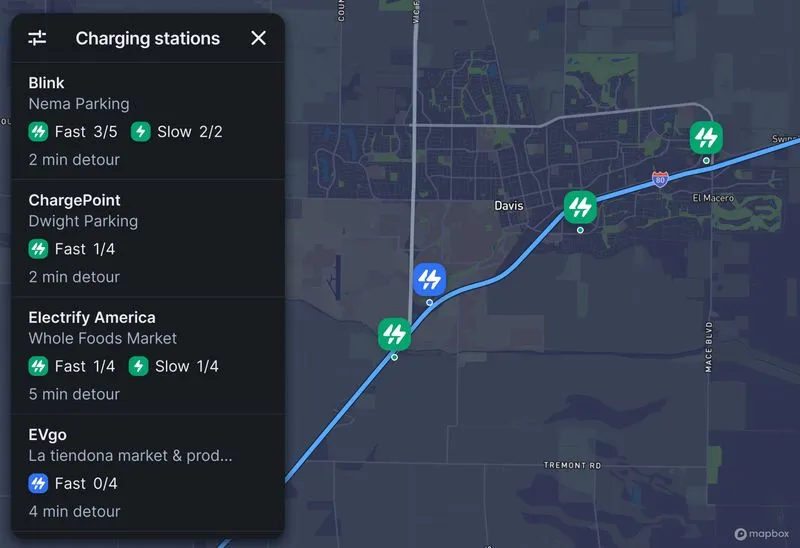 Charging stations
Blink
Nema Parking
Fast 3/5 Slow 2/2
2 min detour
ChargePoint
Dwight Parking
Fast 1/4
2 min detour
Electrify America
Whole Foods Market
Fast 1/4 Slow 1/4
5 min detour
EVgo
La tiendona market & prod...
Fast 0/4
4 min detour
Davis
80
El Macero
MACE BLVD
TREMONT RD
mapbox